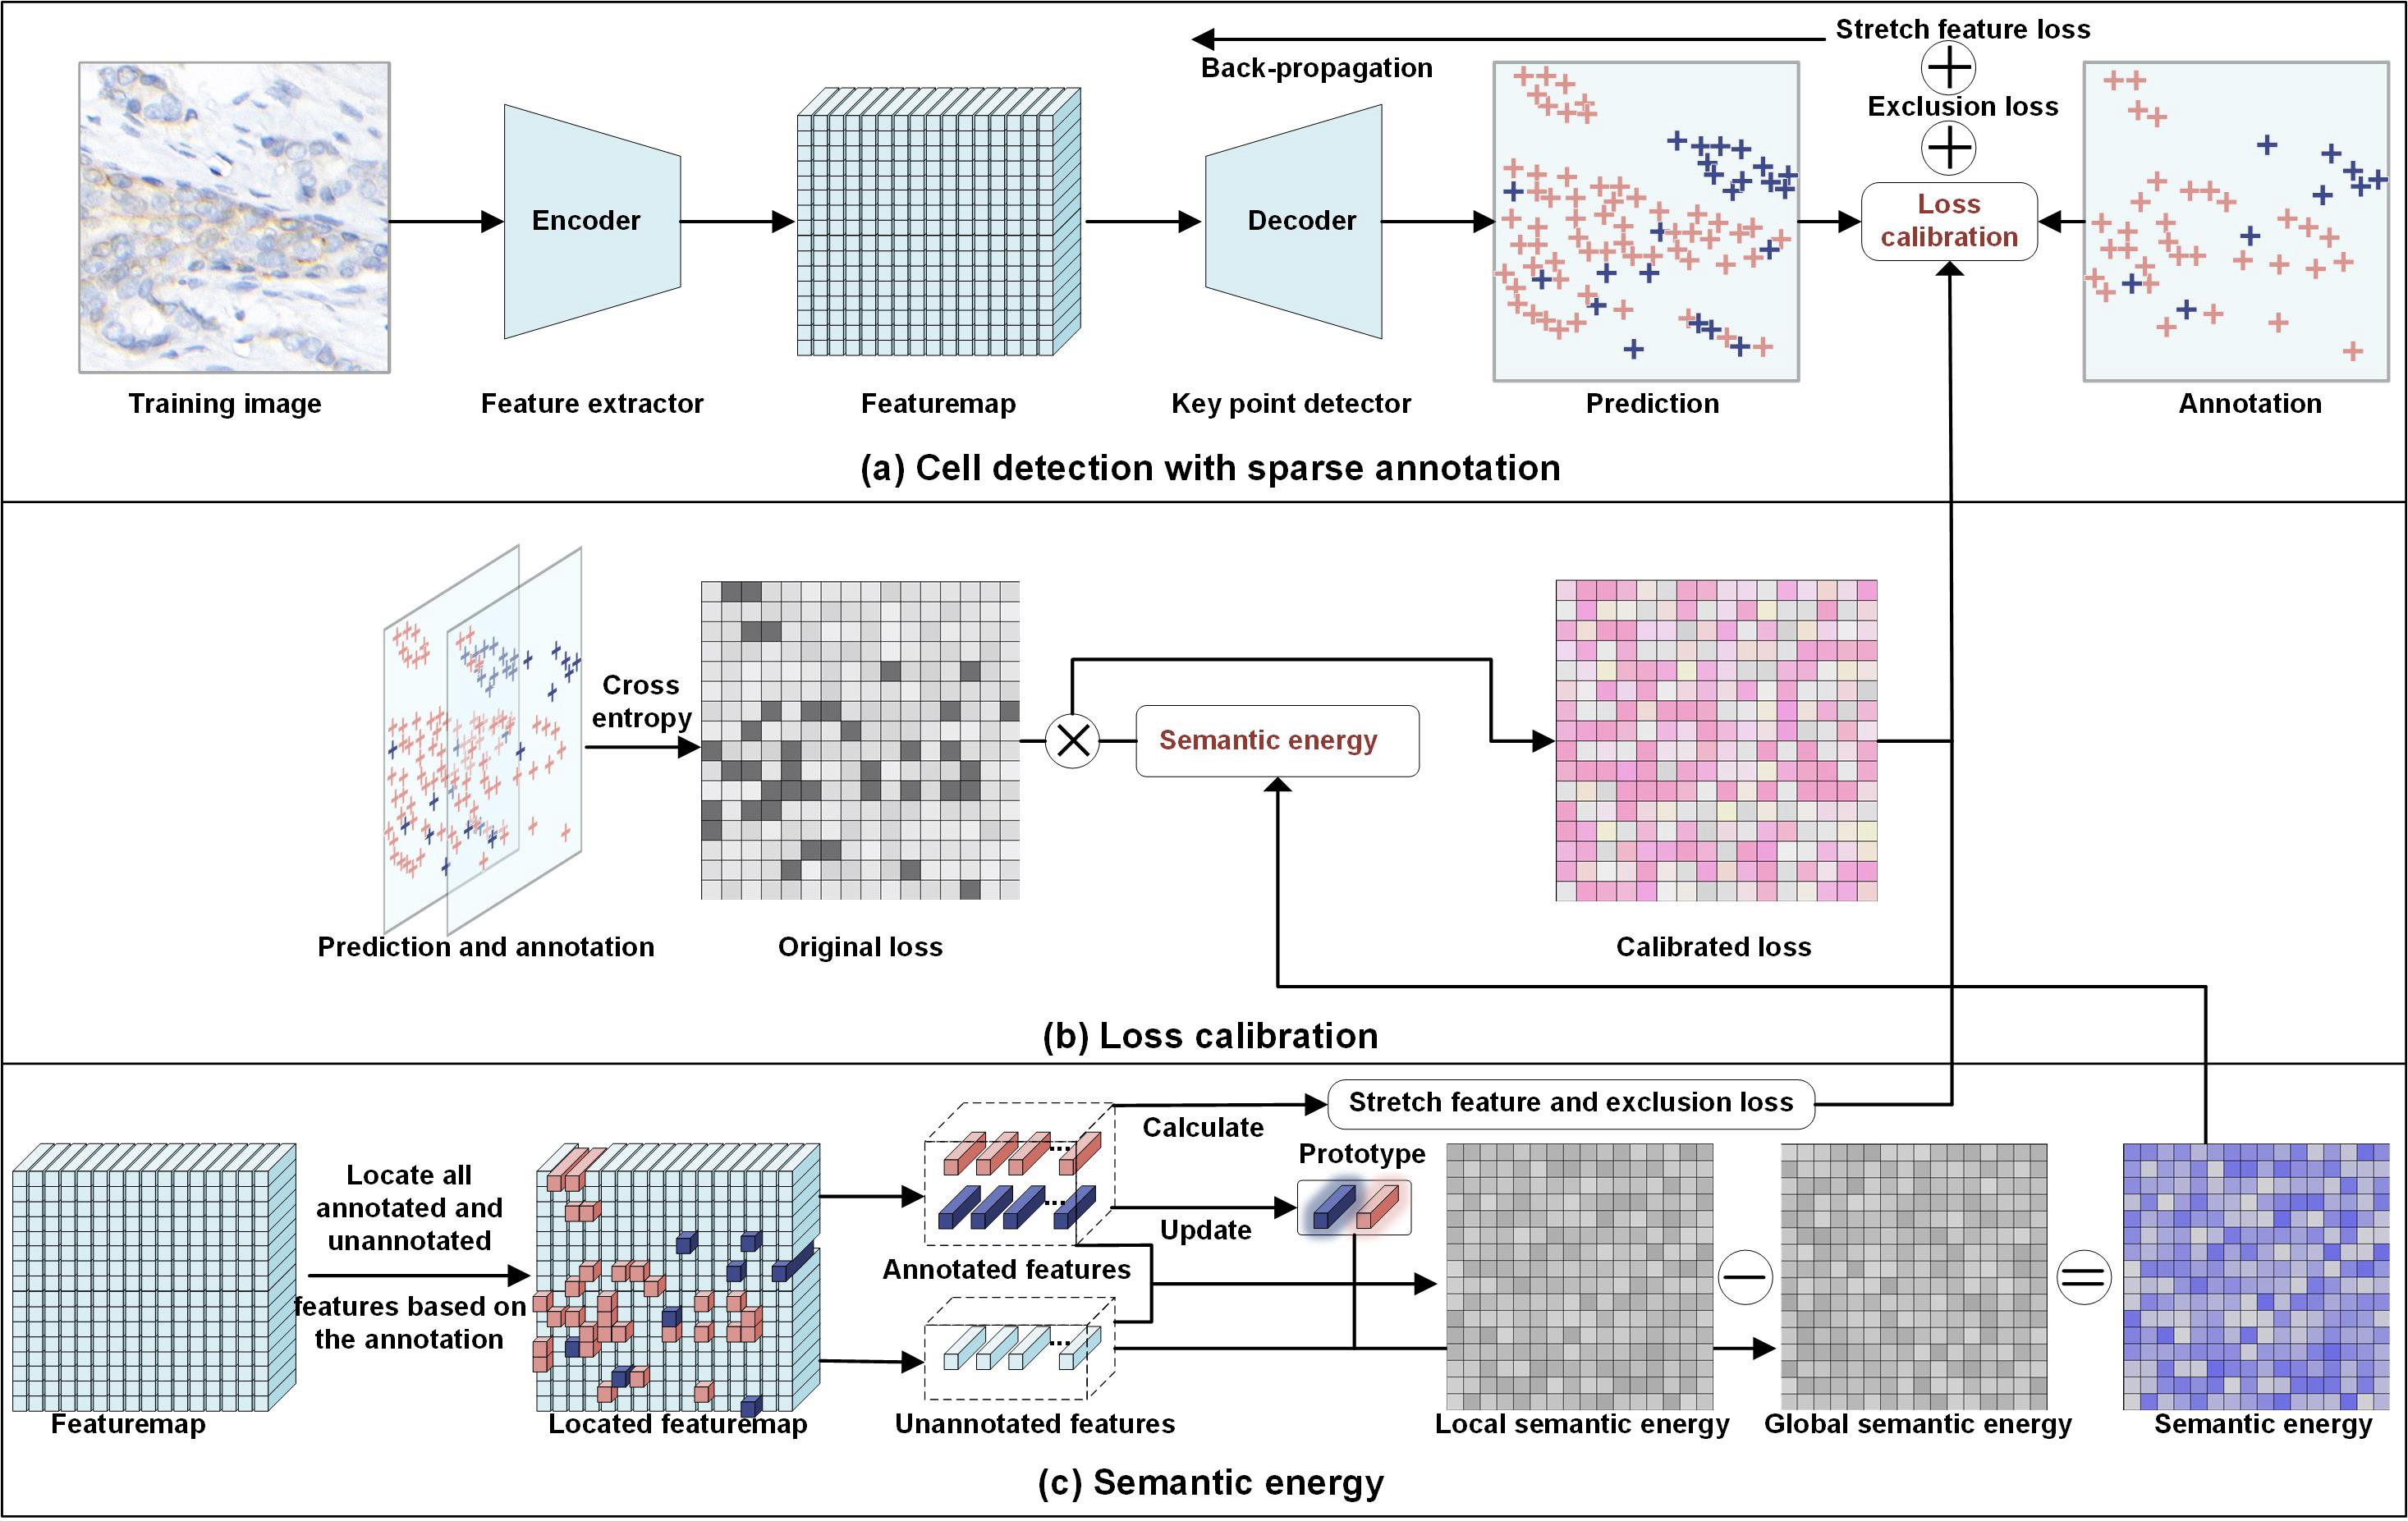 Stretch feature loss
Back-propagation
Exclusion loss
Encoder
Decoder
Loss
calibration
Training image
Feature extractor
Featuremap
Key point detector
Prediction
Annotation
(a) Cell detection with sparse annotation
Cross
entropy
Semantic energy
Prediction and annotation
Original loss
Calibrated loss
(b) Loss calibration
Stretch feature and exclusion loss
Calculate
Prototype
Locate all
annotated and
unannotated
features based on
the annotation
...
...
Update
Annotated features
...
Featuremap
Located featuremap
Unannotated features
Local semantic energy
Global semantic energy
Semantic energy
(c) Semantic energy